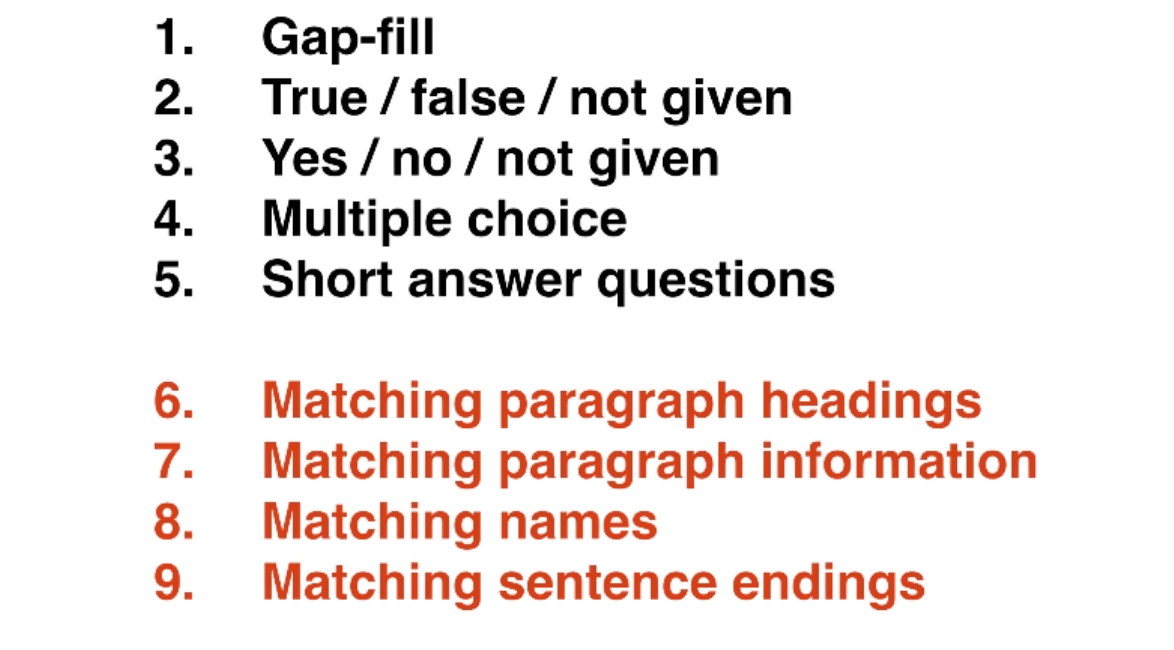 1. Gap-fill
2. True / false / not given
3. Yes / no / not given
4. Multiple choice
5. Short answer questions
6. Matching paragraph headings
7. Matching paragraph information
8. Matching names
9. Matching sentence endings